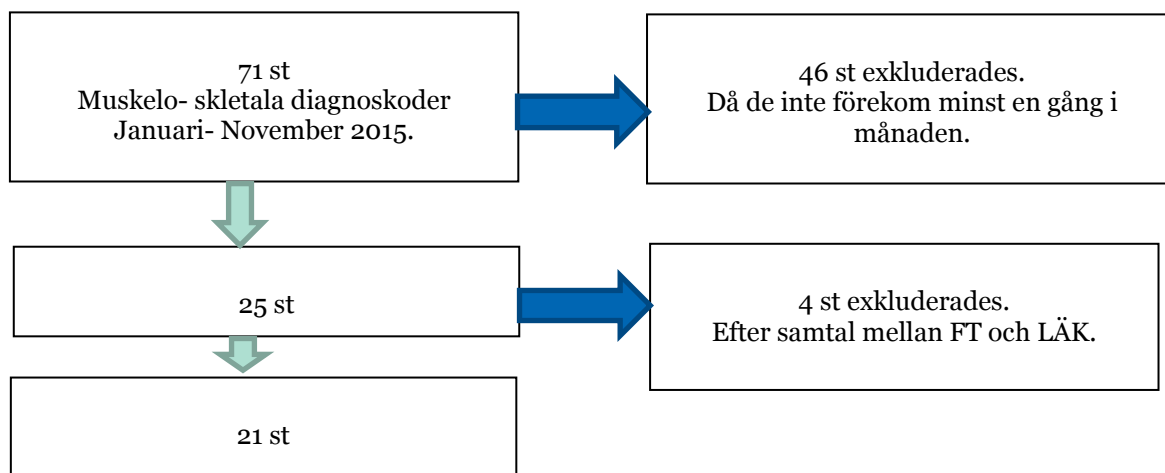 71 st
Muskelo- skletala diagnoskoder
Januari- November 2015.
46 st exkluderades.
Då de inte förekom minst en gång i
månaden.
25 st
4 st exkluderades.
Efter samtal mellan FT och LÄK.
21 st